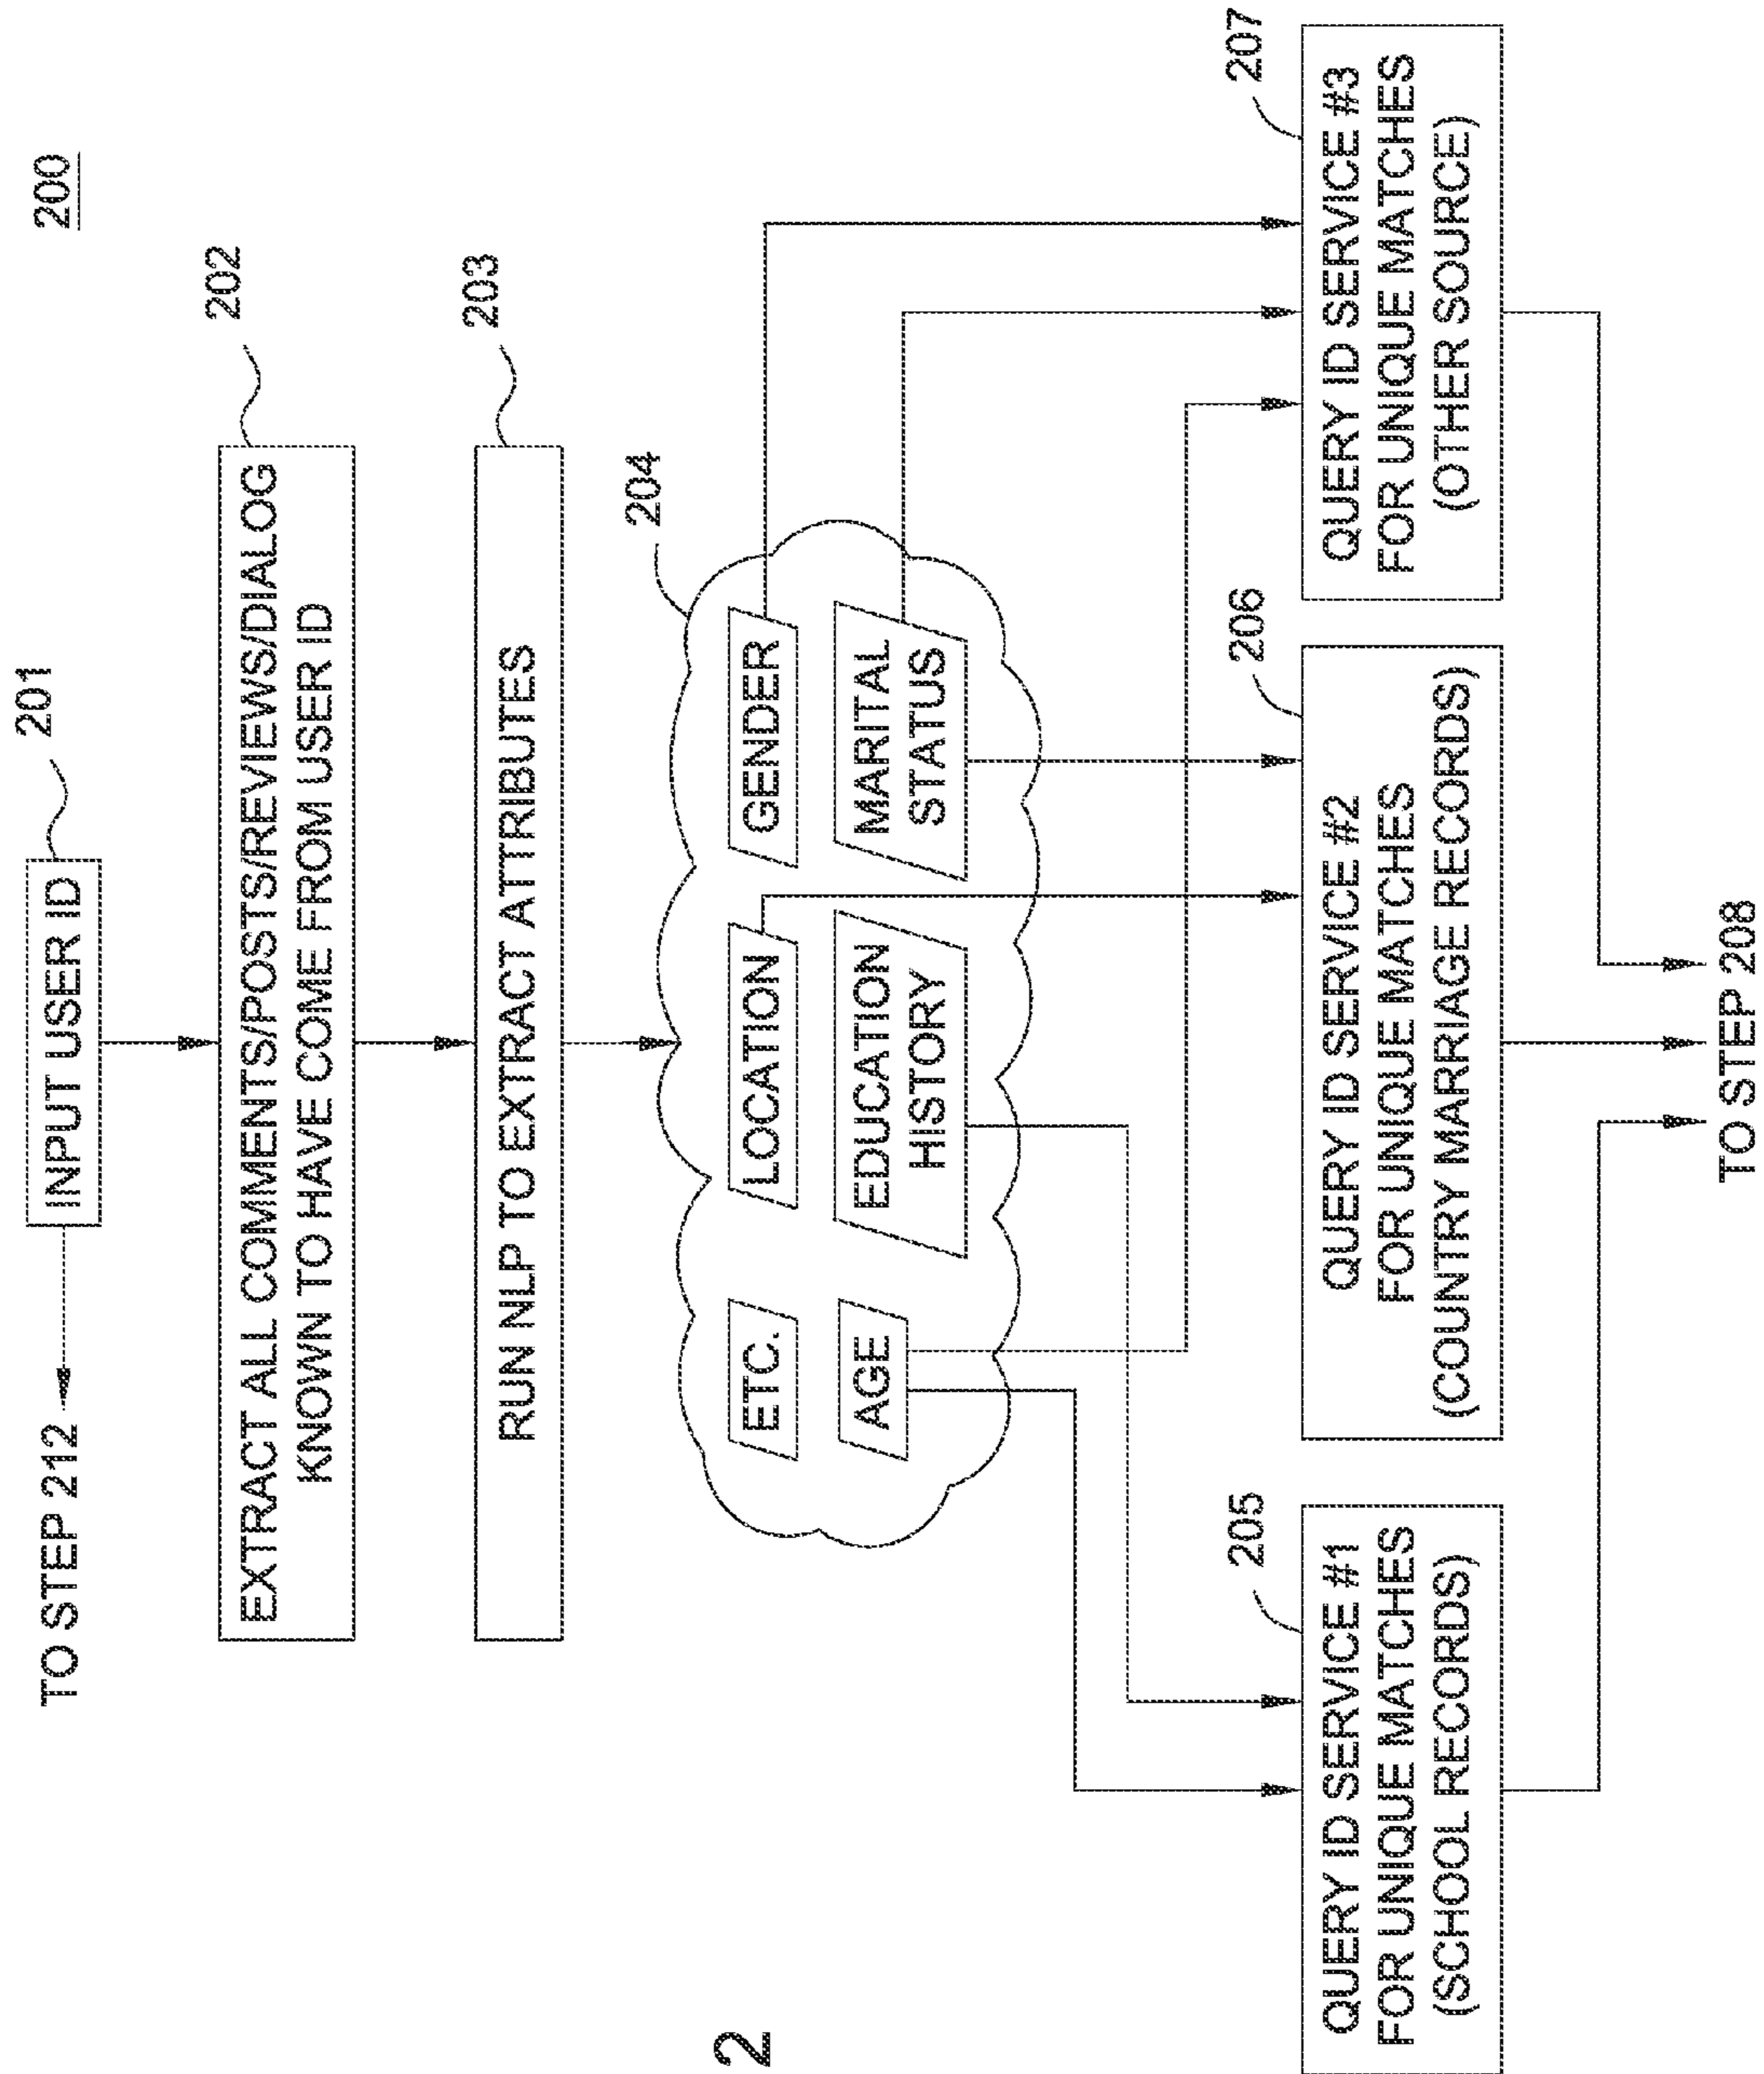 200
TO STEP 212
INPUT USER ID
201
EXTRACT ALL COMMENTS/POSTS/REVIEWS/DIALOG
KNOWN TO HAVE COME FROM USER ID
202
RUN NLP TO EXTRACT ATTRIBUTES
203
204
ETC.
LOCATION
GENDER
AGE
EDUCATION
HISTORY
MARITAL
STATUS
2
QUERY ID SERVICE #1
FOR UNIQUE MATCHES
(SCHOOL RECORDS)
205
QUERY ID SERVICE #2
FOR UNIQUE MATCHES
(COUNTRY MARRIAGE RECORDS)
206
QUERY ID SERVICE #3
FOR UNIQUE MATCHES
(OTHER SOURCE)
207
TO STEP 208